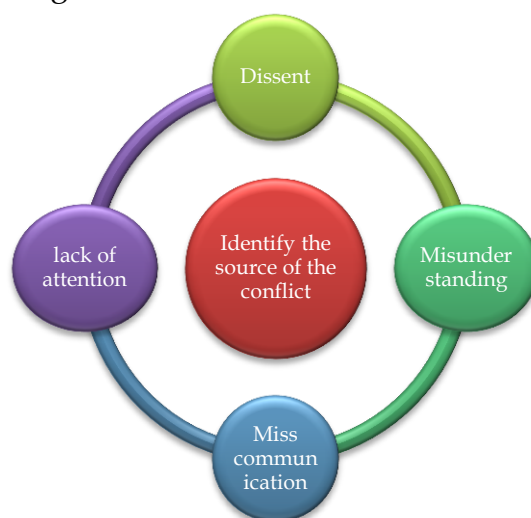 Dissent
Identify the
source of the
conflict
lack of
attention
Misunder
standing
Miss
commun
ication